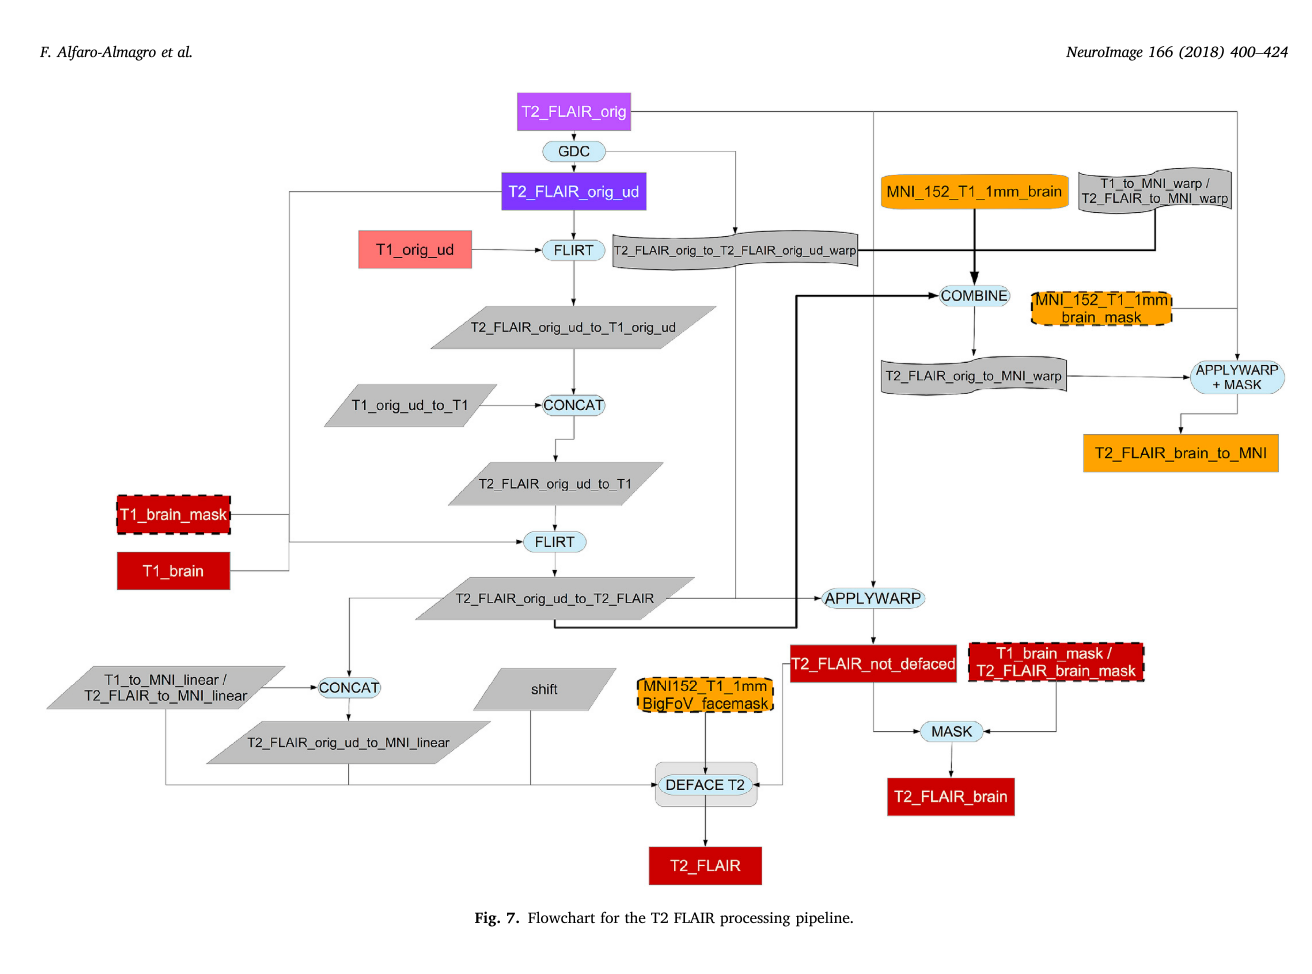 F. Alfaro-Almagro et al.
NeuroImage 166 (2018) 400–424
T2_FLAIR_orig
GDC
T2_FLAIR_orig_ud
MNI_152_T1_1mm_brain
T1_to_MNI_warp /
T2_FLAIR_to_MNI_warp
T1_orig_ud
FLIRT
T2_FLAIR_orig_to_T2_FLAIR_orig_ud_warp
COMBINE
MNI_152_T1_1mm
brain_mask
T2_FLAIR_orig_ud_to_T1_orig_ud
T2_FLAIR_orig_to_MNI_warp
APPLYWARP
+ MASK
T1_orig_ud_to_T1
CONCAT
T2_FLAIR_brain_to_MNI
T2_FLAIR_orig_ud_to_T1
T1_brain_mask
FLIRT
T1_brain
T2_FLAIR_orig_ud_to_T2_FLAIR
APPLYWARP
T2_FLAIR_not_defaced
T1_brain_mask /
T2_FLAIR_brain_mask
T1_to_MNI_linear /
T2_FLAIR_to_MNI_linear
CONCAT
shift
MNI152_T1_1mm
BigFoV_facemask
MASK
T2_FLAIR_orig_ud_to_MNI_linear
DEFACE T2
T2_FLAIR_brain
T2_FLAIR
Fig. 7. Flowchart for the T2 FLAIR processing pipeline.